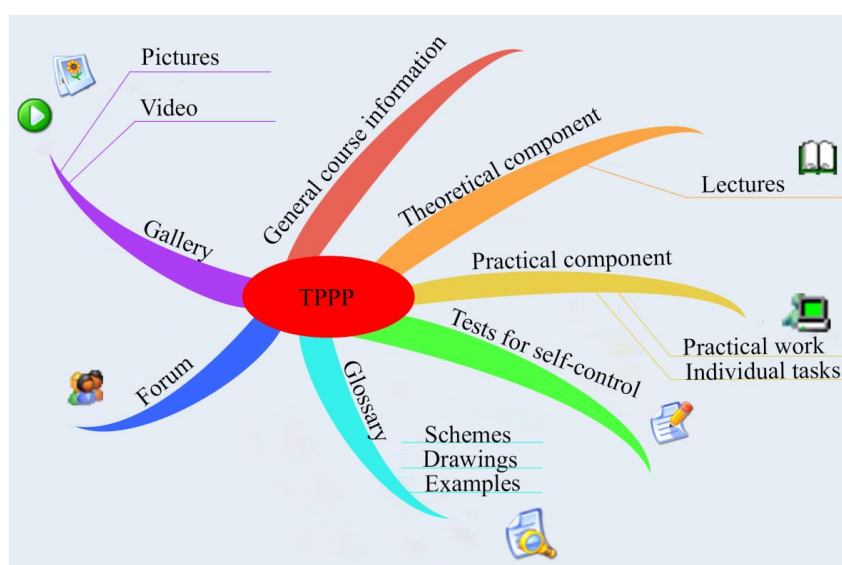 Pictures
Video
Gallery
General course information
Theoretical component
Lectures
Practical component
Practical work
Individual tasks
TPPP
Tests for self-control
Forum
Glossary
Schemes
Drawings
Examples